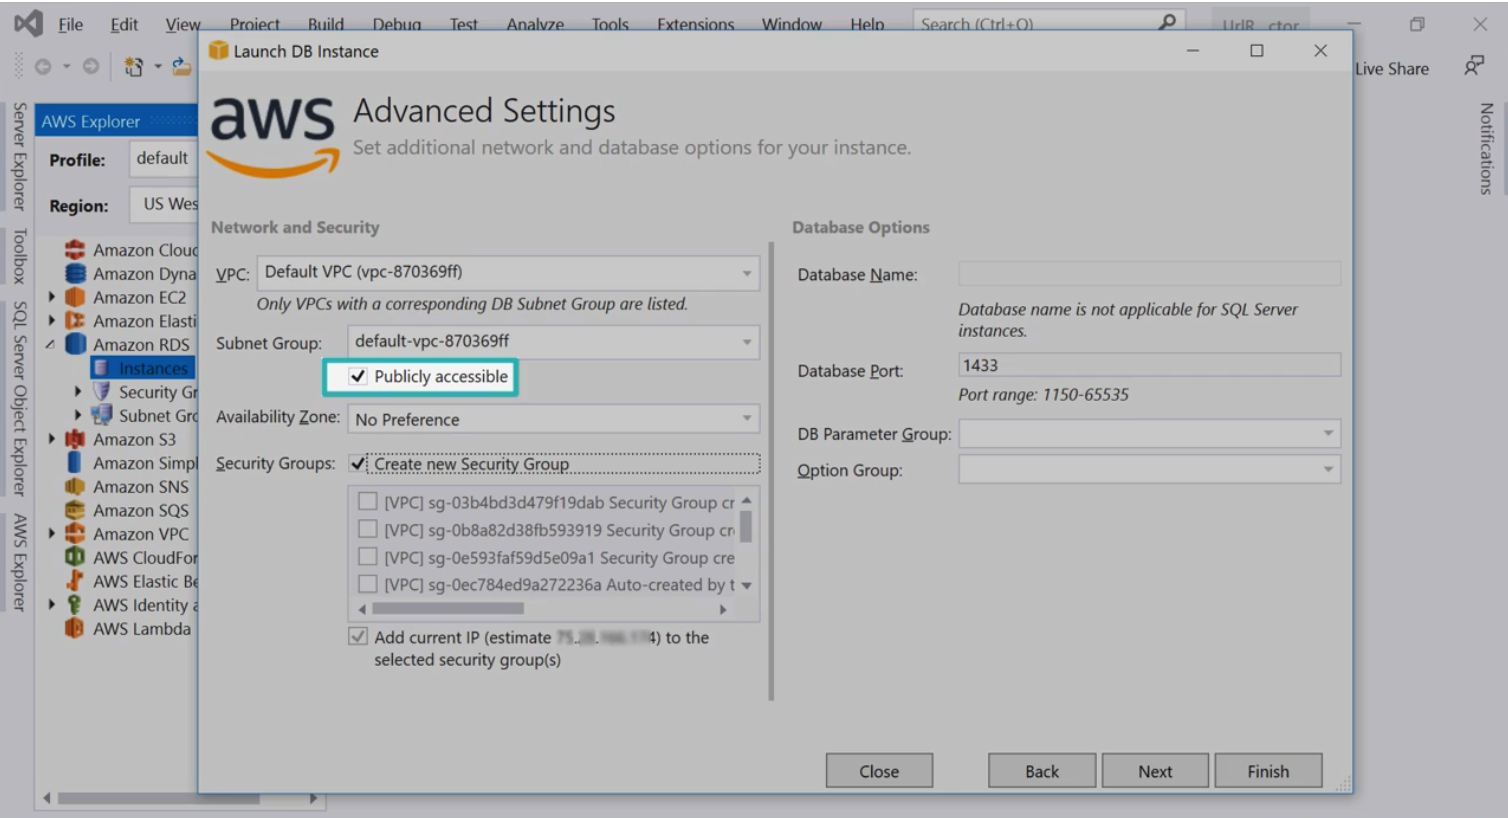 File Edit View Project Build Debug Test Analyze Tools Extensions Window Help Search (Ctrl+Q)
Launch DB Instance
Live Share
aws
Advanced Settings
Set additional network and database options for your instance.
Server Explorer
Toolbox
SQL Server Object Explorer
AWS Explorer
Notifications
AWS Explorer
Profile: default
Region: US Wes
Amazon Cloud
Amazon Dyna
Amazon EC2
Amazon Elasti
Amazon RDS
Instances
Security Gr
Subnet Gro
Amazon S3
Amazon Simpl
Amazon SNS
Amazon SQS
Amazon VPC
AWS CloudFor
AWS Elastic Be
AWS Identity a
AWS Lambda
Network and Security
VPC: Default VPC (vpc-870369ff)
Only VPCs with a corresponding DB Subnet Group are listed.
Subnet Group: default-vpc-870369ff
Publicly accessible
Availability Zone: No Preference
Security Groups: Create new Security Group
[VPC] sg-03b4bd3d479f19dab Security Group cr
[VPC] sg-0b8a82d38fb593919 Security Group cr
[VPC] sg-0e593faf59d5e09a1 Security Group cre
[VPC] sg-0ec784ed9a272236a Auto-created by t
Add current IP (estimate 4) to the
selected security group(s)
Database Options
Database Name:
Database name is not applicable for SQL Server
instances.
Database Port: 1433
Port range: 1150-65535
DB Parameter Group:
Option Group:
Close Back Next Finish